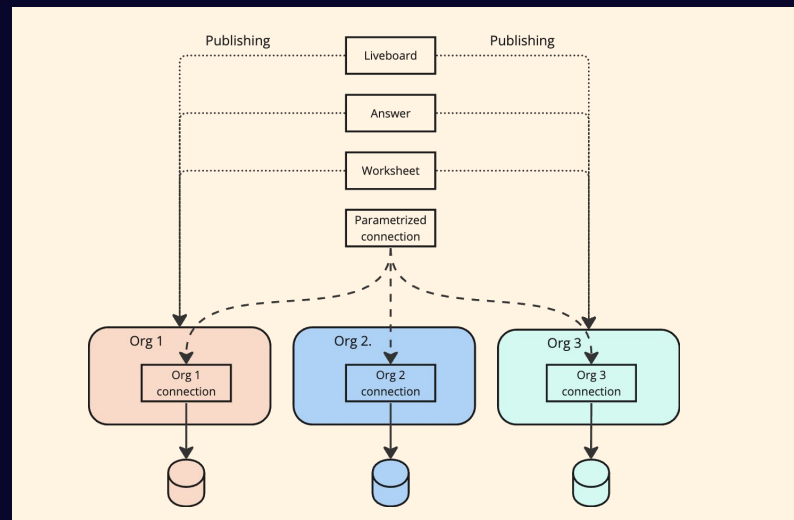 Publishing
Publishing
Liveboard
Answer
Worksheet
Parametrized
connection
Org 1
Org 2.
Org 3
Org 1
connection
Org 2
connection
Org 3
connection